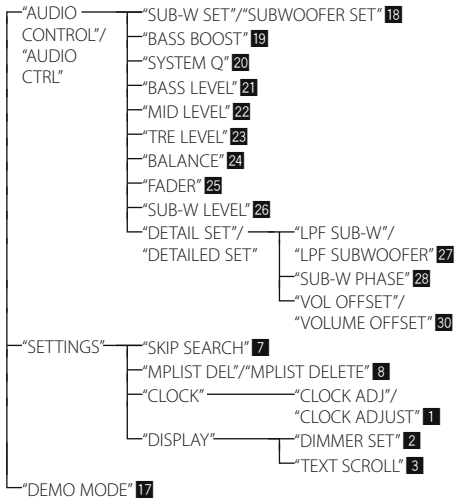 “AUDIO CONTROL”/ “AUDIO CTRL”
“SUB-W SET”/“SUBWOOFER SET” 18
“BASS BOOST” 19
“SYSTEM Q” 20
“BASS LEVEL” 21
“MID LEVEL” 22
“TRE LEVEL” 23
“BALANCE” 24
“FADER” 25
“SUB-W LEVEL” 26
“DETAIL SET”/
“DETAILED SET”
“LPF SUB-W”/
“LPF SUBWOOFER” 27
“SUB-W PHASE” 28
“VOL OFFSET”/
“VOLUME OFFSET” 30
“SETTINGS”
“SKIP SEARCH” 7
“MPLIST DEL”/“MPLIST DELETE” 8
“CLOCK”
“CLOCK ADJ”/
“CLOCK ADJUST” 1
“DISPLAY”
“DIMMER SET” 2
“TEXT SCROLL” 3
“DEMO MODE” 17